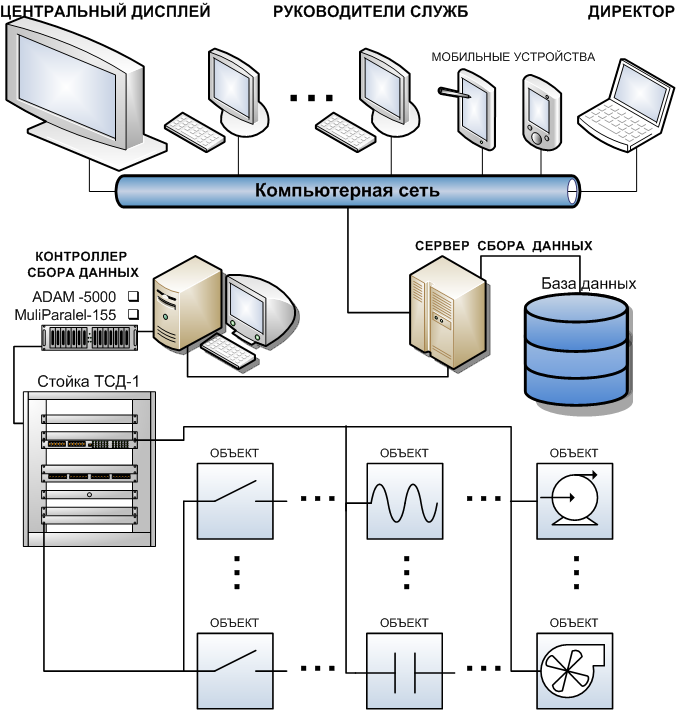 ЦЕНТРАЛЬНЫЙ ДИСПЛЕЙ
РУКОВОДИТЕЛИ СЛУЖБ
ДИРЕКТОР
МОБИЛЬНЫЕ УСТРОЙСТВА
Компьютерная сеть
КОНТРОЛЛЕР
СБОРА ДАННЫХ
ADAM -5000
MuliParalel-155
СЕРВЕР СБОРА ДАННЫХ
База данных
Стойка ТСД-1
ОБЪЕКТ
ОБЪЕКТ
ОБЪЕКТ
ОБЪЕКТ
ОБЪЕКТ
ОБЪЕКТ